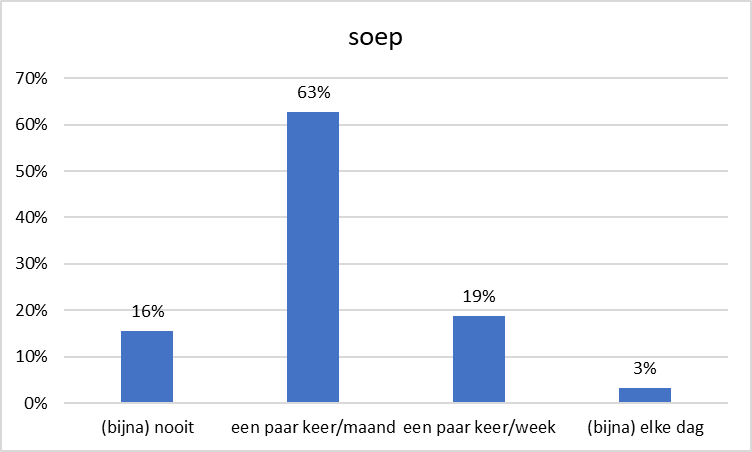 soep
70%
60%
50%
40%
30%
20%
10%
0%
16%
63%
19%
3%
(bijna) nooit
een paar keer/maand
een paar keer/week
(bijna) elke dag